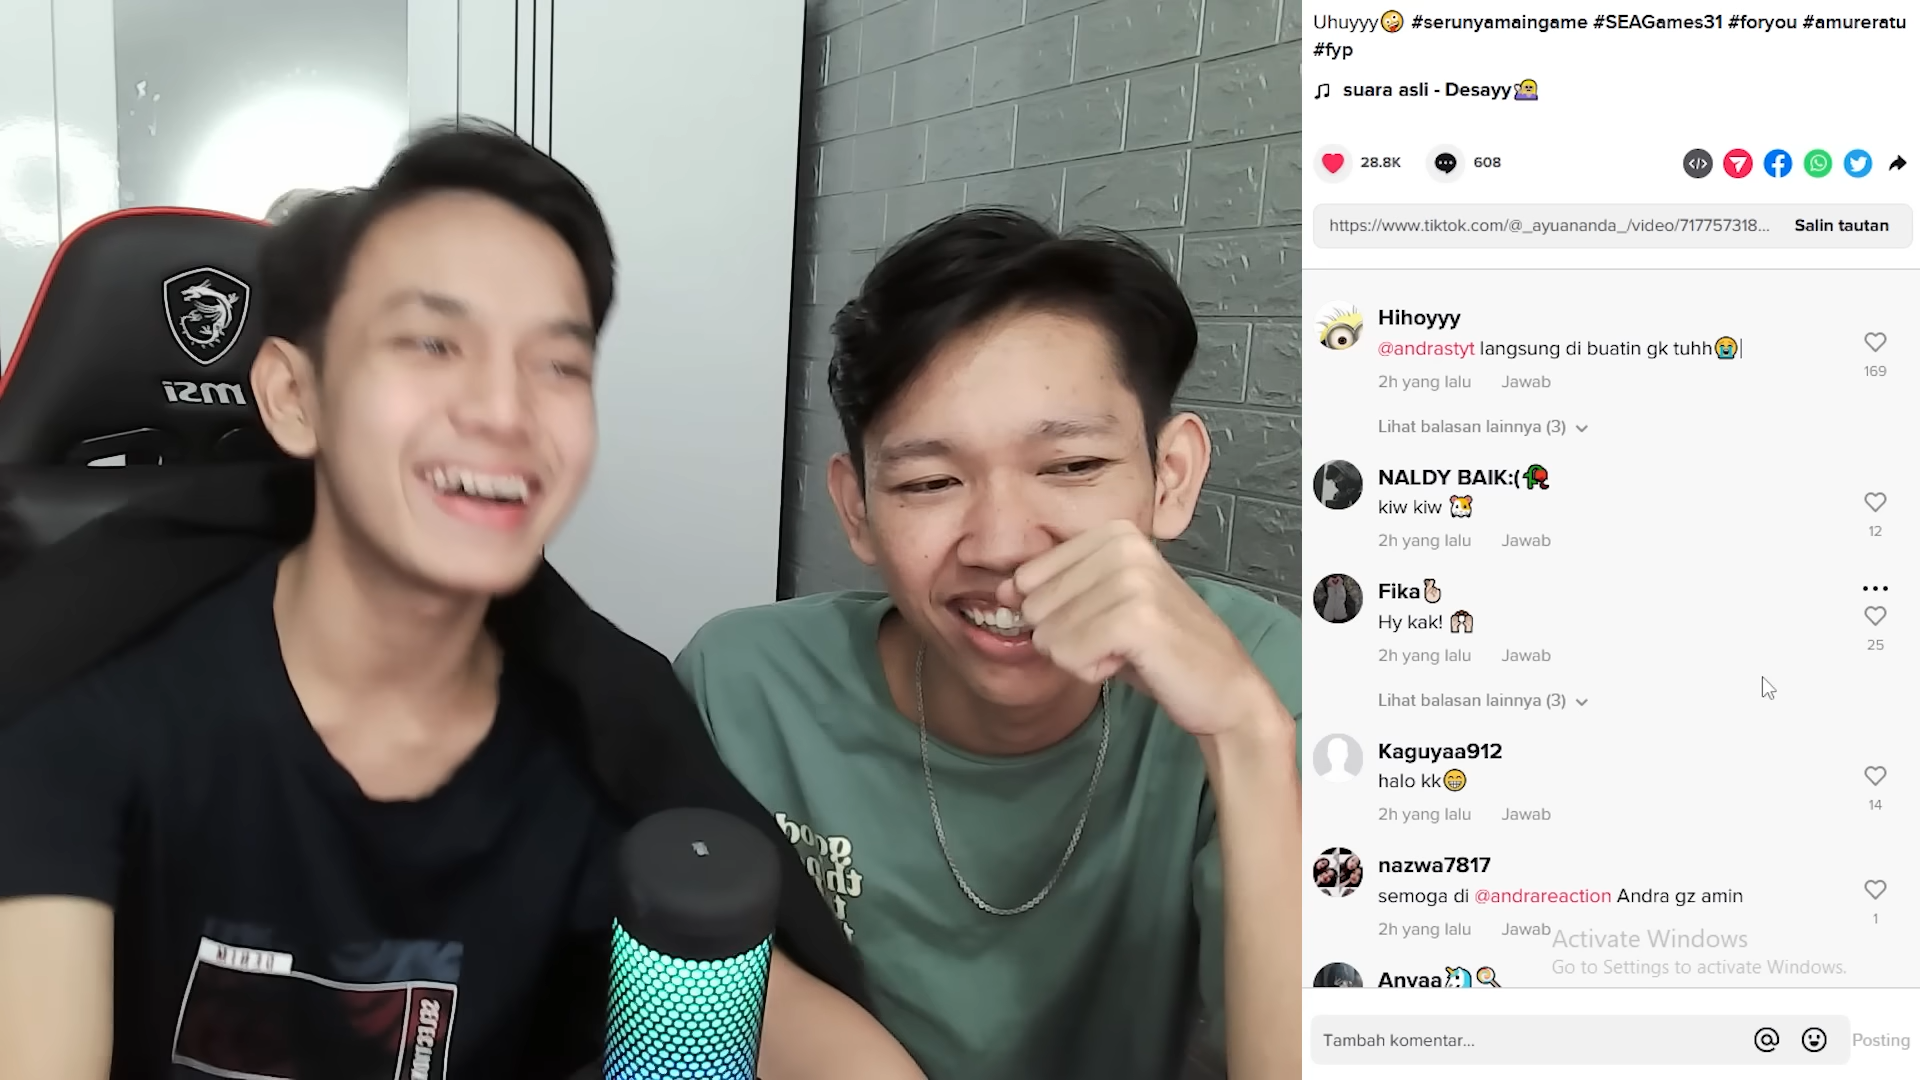 Uhuyyy🤪 #serunyamaingame #SEAGames31 #foryou #amureratu
#fyp
suara asli - Desayy🙋‍♀️
28.8K
608
https://www.tiktok.com/@_ayuananda_/video/717757318...
Salin tautan
Hihoyyy
@andrastyt langsung di buatin gk tuhh😭
169
2h yang lalu Jawab
Lihat balasan lainnya (3)
NALDY BAIK:(🥀
kiw kiw 🐹
12
2h yang lalu Jawab
Fika🫰🏻
Hy kak! 🙌🏻
25
2h yang lalu Jawab
Lihat balasan lainnya (3)
Kaguyaa912
halo kk😁
14
2h yang lalu Jawab
nazwa7817
semoga di @andrareaction Andra gz amin
1
2h yang lalu Jawab
Activate Windows
Go to Settings to activate Windows.
Anyaa🦄🍭
Tambah komentar...
Posting
msi
good